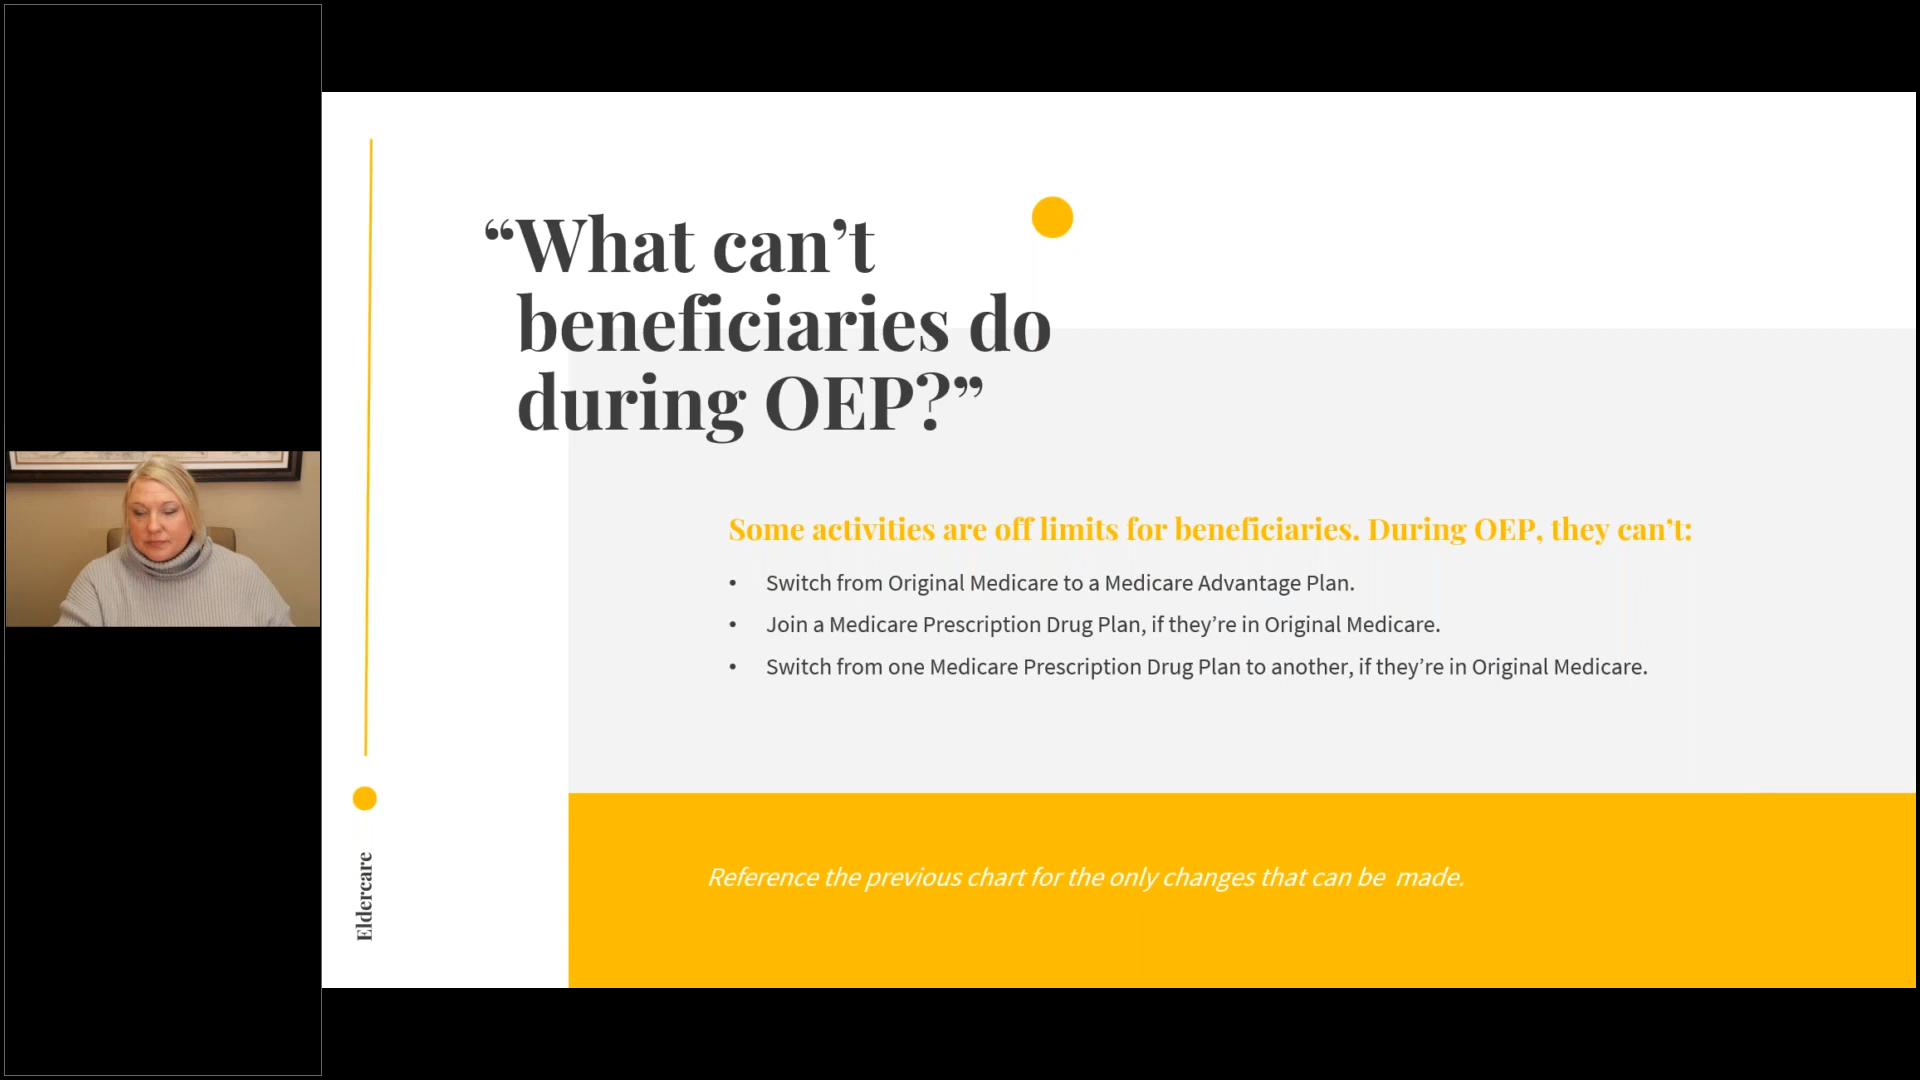 “What can’t
beneficiaries do
during OEP?”
Some activities are off limits for beneficiaries. During OEP, they can’t:
• Switch from Original Medicare to a Medicare Advantage Plan.
• Join a Medicare Prescription Drug Plan, if they’re in Original Medicare.
• Switch from one Medicare Prescription Drug Plan to another, if they’re in Original Medicare.
Reference the previous chart for the only changes that can be  made.
Eldercare